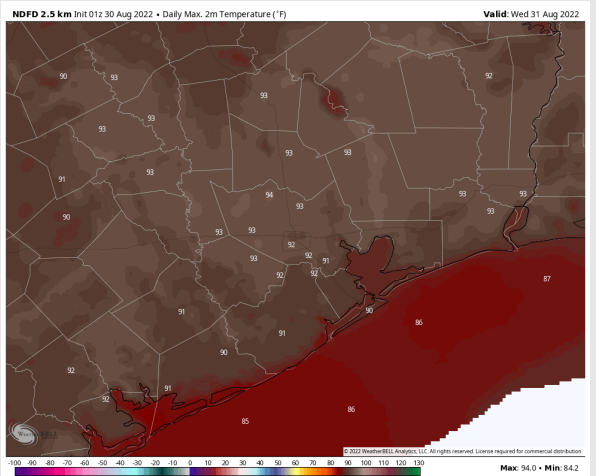 NDFD 2.5 km Init 01z 30 Aug 2022 • Daily Max. 2m Temperature (°F) Valid: Wed 31 Aug 2022
90 93 92
93
93 93
93 93
91 93
94 93 93
90 93 93
93 93
92
93 92 91
92 92 87
91 90 86
91
90
92 91
92
85 86
© 2022 WeatherBELL Analytics, LLC. All rights reserved. License required for commercial distribution
-100 -90 -80 -70 -60 -50 -40 -30 -20 -10 0 10 20 30 40 50 60 70 80 90 100 110 120 130
Max: 94.0 • Min: 84.2